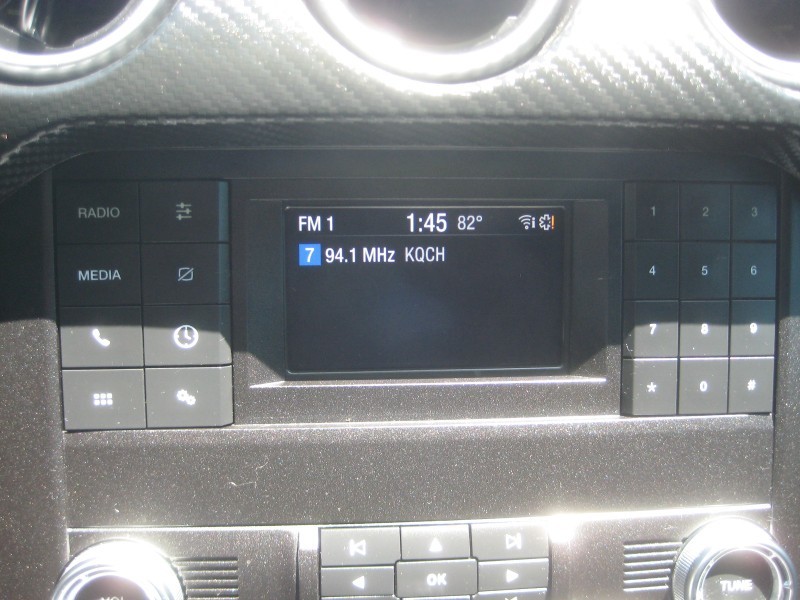 RADIO
MEDIA
FM 1 1:45 82°
7 94.1 MHz KQCH
1 2 3
4 5 6
7 8 9
* 0 #
OK
VOL
TUNE